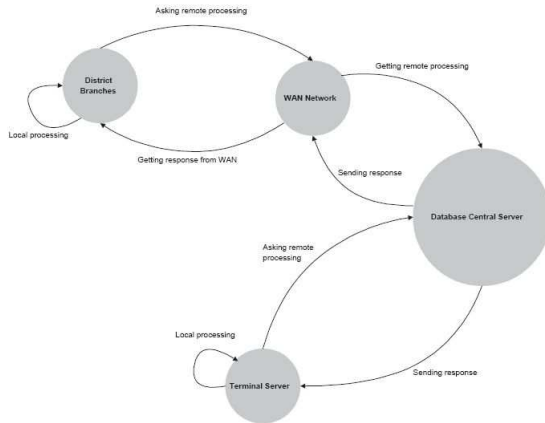 Asking remote processing
District
Branches
Getting remote processing
WAN Network
Local processing
Getting response from WAN
Sending response
Database Central Server
Asking remote
processing
Local processing
Terminal Server
Sending response